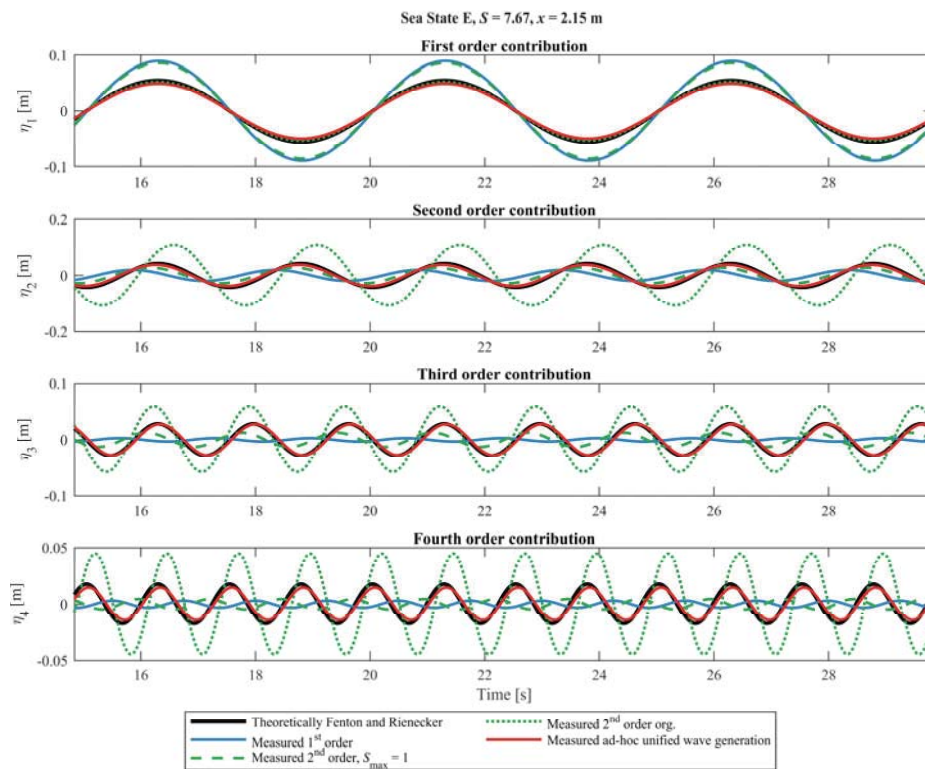 Sea State E, S = 7.67, x = 2.15 m
First order contribution
0.1
0
-0.1
η1 [m]
16 18 20 22 24 26 28
Second order contribution
0.2
0
-0.2
η2 [m]
16 18 20 22 24 26 28
Third order contribution
0.1
0
-0.1
η3 [m]
16 18 20 22 24 26 28
Fourth order contribution
0.05
0
-0.05
η4 [m]
16 18 20 22 24 26 28
Time [s]
Theoretically Fenton and Rienecker
Measured 1st order
Measured 2nd order, Smax = 1
Measured 2nd order org.
Measured ad-hoc unified wave generation